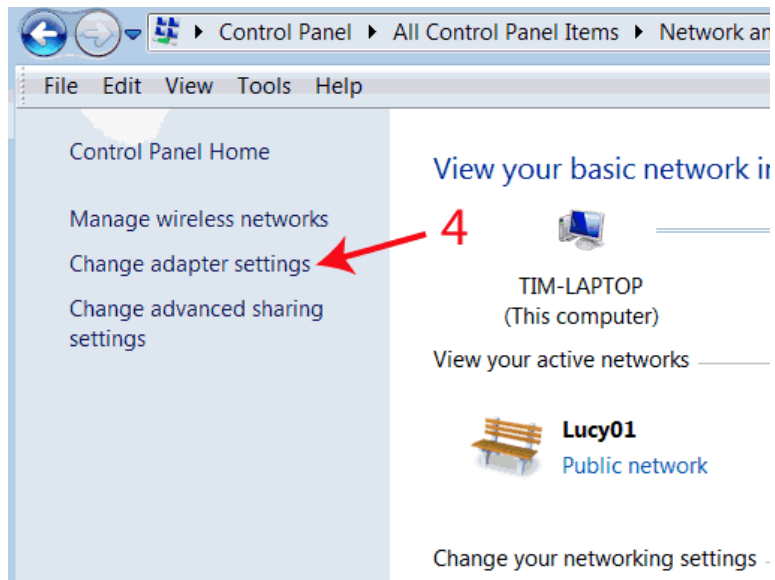 Control Panel ▸ All Control Panel Items ▸ Network an
File Edit View Tools Help
Control Panel Home
Manage wireless networks
Change adapter settings
Change advanced sharing
settings
4
View your basic network i
TIM-LAPTOP
(This computer)
View your active networks
Lucy01
Public network
Change your networking settings